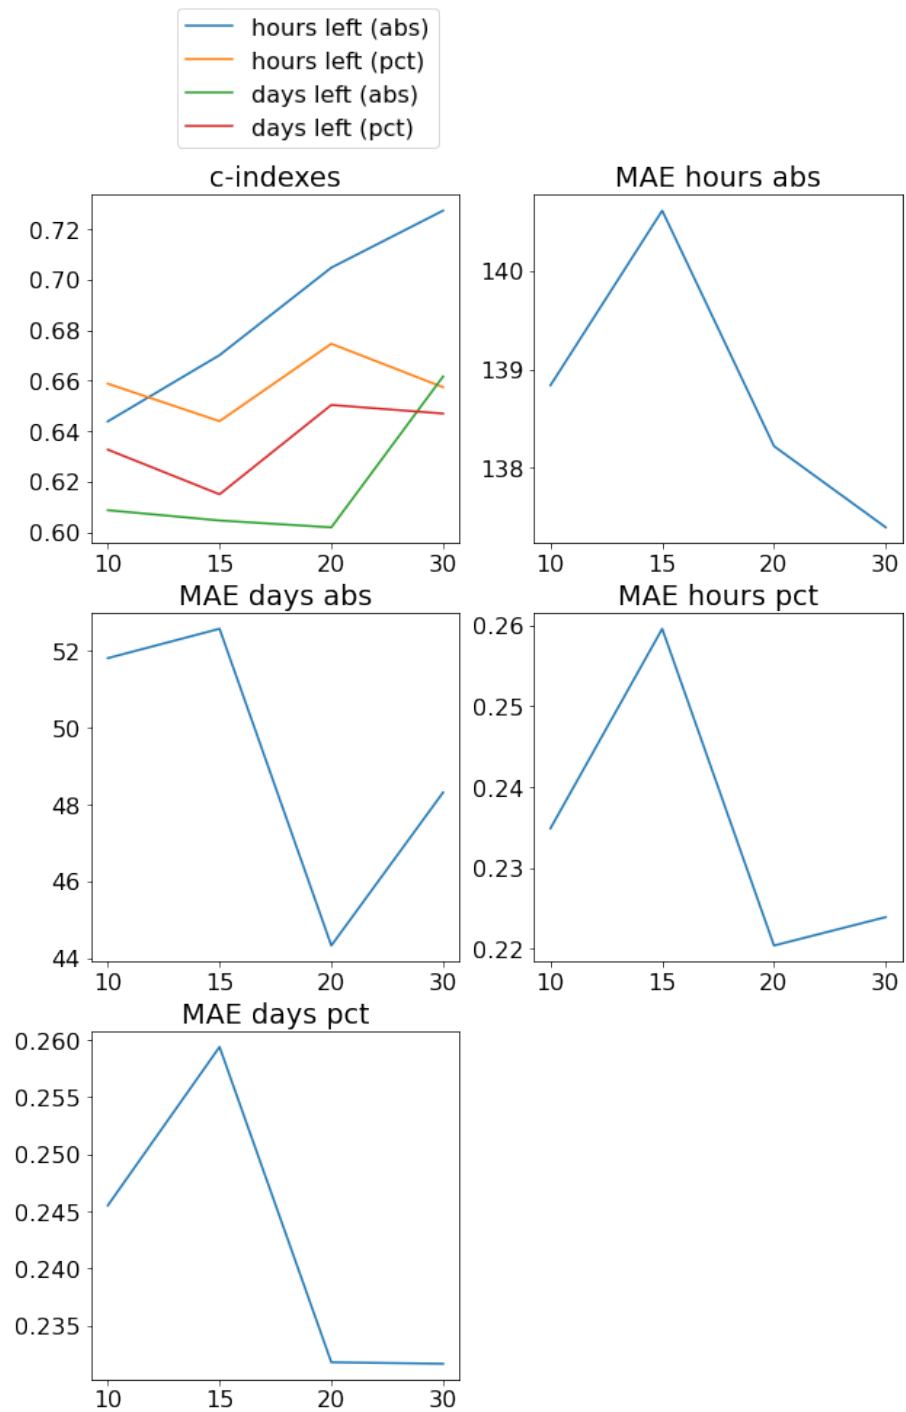 hours left (abs)
hours left (pct)
days left (abs)
days left (pct)
c-indexes
0.72
0.70
0.68
0.66
0.64
0.62
0.60
10 15 20 30
MAE hours abs
140
139
138
10 15 20 30
MAE days abs
52
50
48
46
44
10 15 20 30
MAE hours pct
0.26
0.25
0.24
0.23
0.22
10 15 20 30
MAE days pct
0.260
0.255
0.250
0.245
0.240
0.235
10 15 20 30